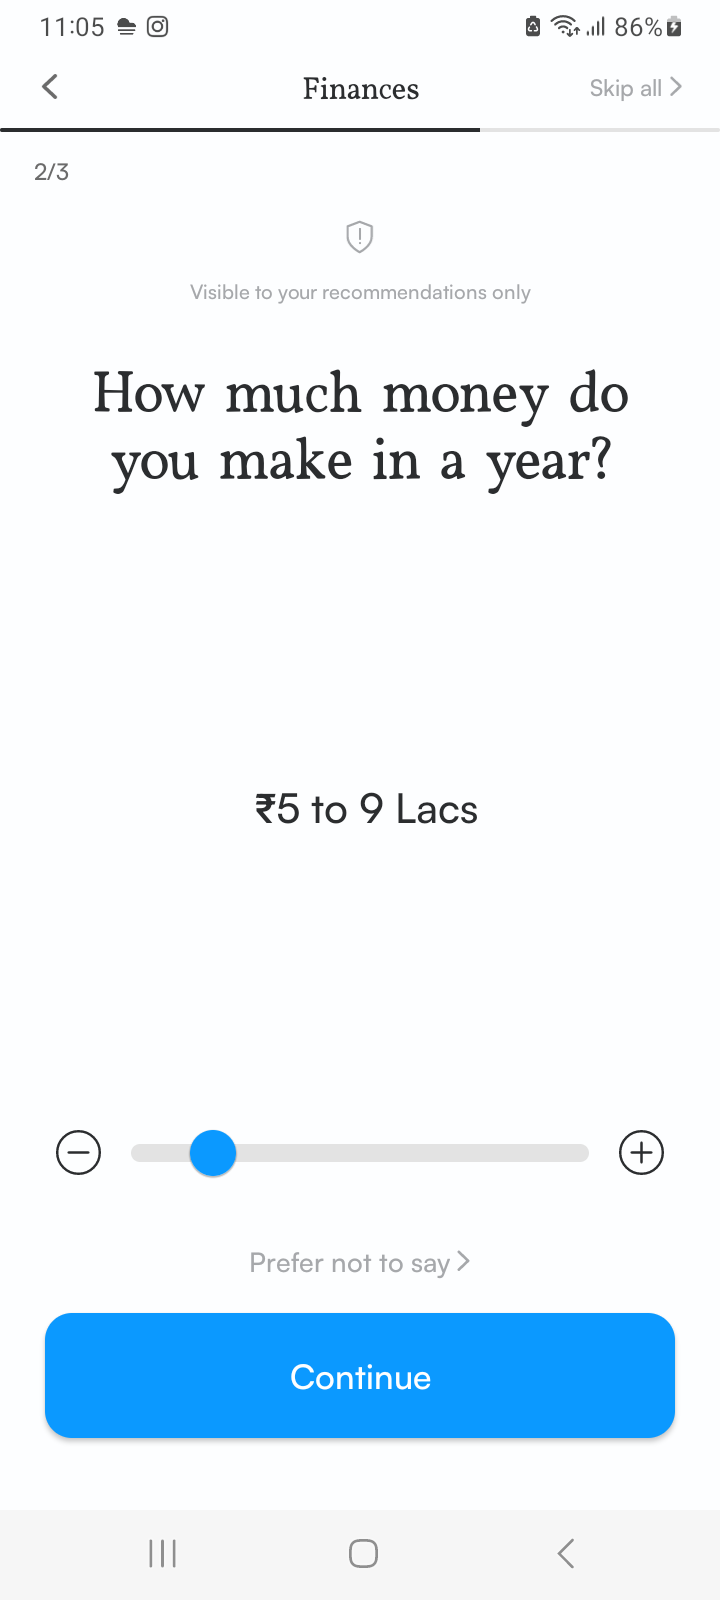 11:05 86%
Finances Skip all
2/3
Visible to your recommendations only
How much money do
you make in a year?
₹5 to 9 Lacs
Prefer not to say
Continue